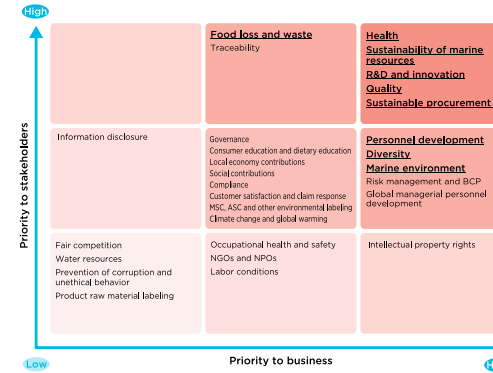 High
Food loss and waste
Traceability
Health
Sustainability of marine
resources
R&D and innovation
Quality
Sustainable procurement
Priority to stakeholders
Information disclosure
Governance
Consumer education and dietary education
Local economy contributions
Social contributions
Compliance
Customer satisfaction and claim response
MSC, ASC and other environmental labeling
Climate change and global warming
Personnel development
Diversity
Marine environment
Risk management and BCP
Global managerial personnel
development
Fair competition
Water resources
Prevention of corruption and
unethical behavior
Product raw material labeling
Occupational health and safety
NGOs and NPOs
Labor conditions
Intellectual property rights
Low
Priority to business